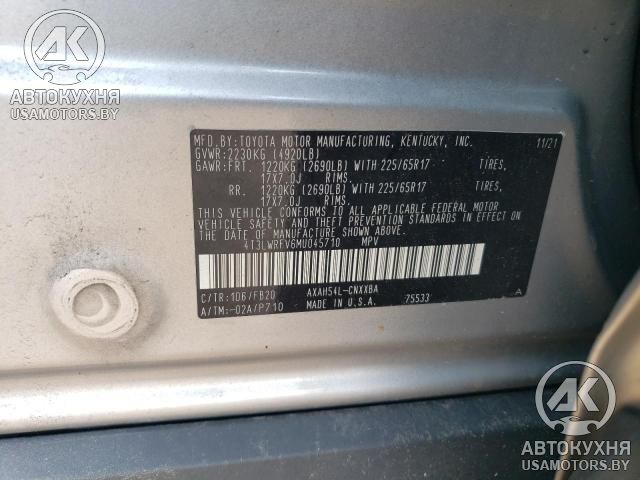 АК
АВТОКУХНЯ
USAMOTORS.BY
MFD.BY:TOYOTA MOTOR MANUFACTURING, KENTUCKY, INC. 11/21
GVWR:2230KG (4920LB)
GAWR:FRT. 1220KG (2690LB) WITH 225/65R17 TIRES,
17X7.0J RIMS.
RR. 1220KG (2690LB) WITH 225/65R17 TIRES,
17X7.0J RIMS.
THIS VEHICLE CONFORMS TO ALL APPLICABLE FEDERAL MOTOR
VEHICLE SAFETY AND THEFT PREVENTION STANDARDS IN EFFECT
ON THE DATE OF MANUFACTURE SHOWN ABOVE.
4T3LWRFV6MU045710 MPV
C/TR:1D6/FB20 AXAH54L-CNXXBA
A/TM:-02A/P710 MADE IN U.S.A. 75533 A
АК
АВТОКУХНЯ
USAMOTORS.BY